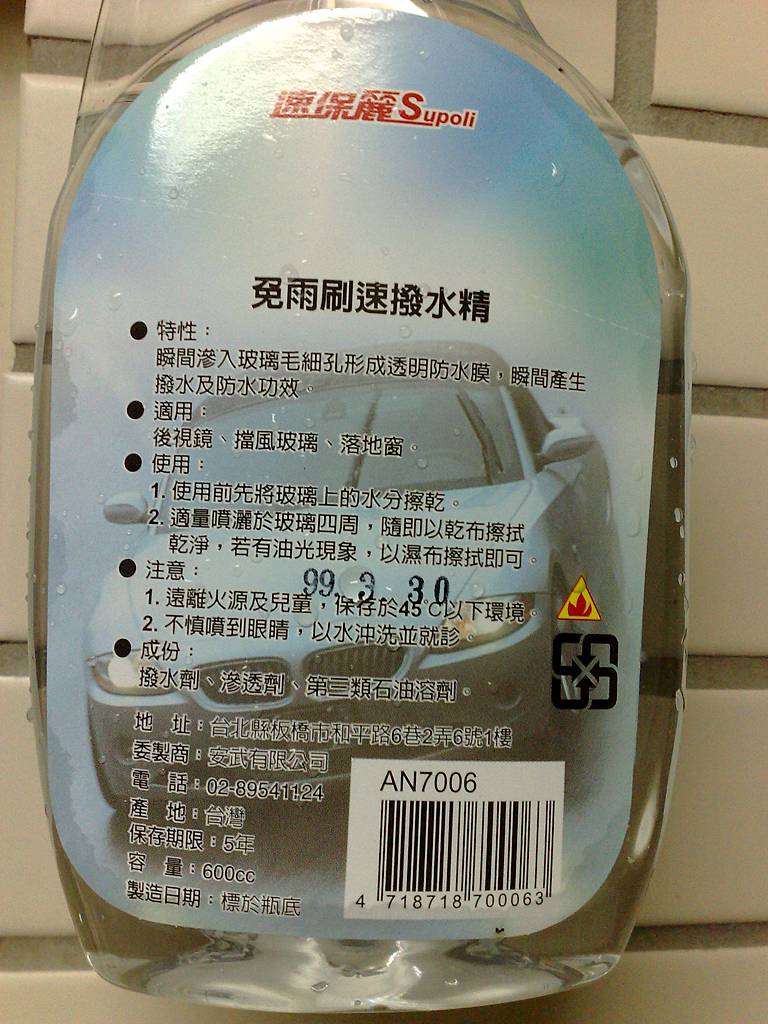 速保麗Supoli
免雨刷速撥水精
● 特性：
瞬間滲入玻璃毛細孔形成透明防水膜，瞬間產生
撥水及防水功效。
● 適用：
後視鏡、擋風玻璃、落地窗。
● 使用：
1. 使用前先將玻璃上的水分擦乾。
2. 適量噴灑於玻璃四周，隨即以乾布擦拭
乾淨，若有油光現象，以濕布擦拭即可。
● 注意：
99. 3. 30
1. 遠離火源及兒童，保存於45℃以下環境。
2. 不慎噴到眼睛，以水沖洗並就診。
● 成份：
撥水劑、滲透劑、第三類石油溶劑。
地 址：台北縣板橋市和平路6巷2弄6號1樓
委製商：安武有限公司
電 話：02-89541124
產 地：台灣
保存期限：5年
容 量：600cc
製造日期：標於瓶底
AN7006
4 718718 700063